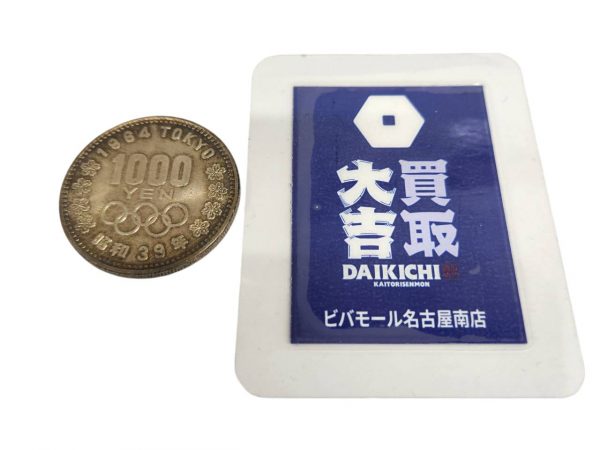 1964 TOKYO
1000
YEN
昭和39年
買取
大吉
DAIKICHI
KAITORISENMON
ビバモール名古屋南店